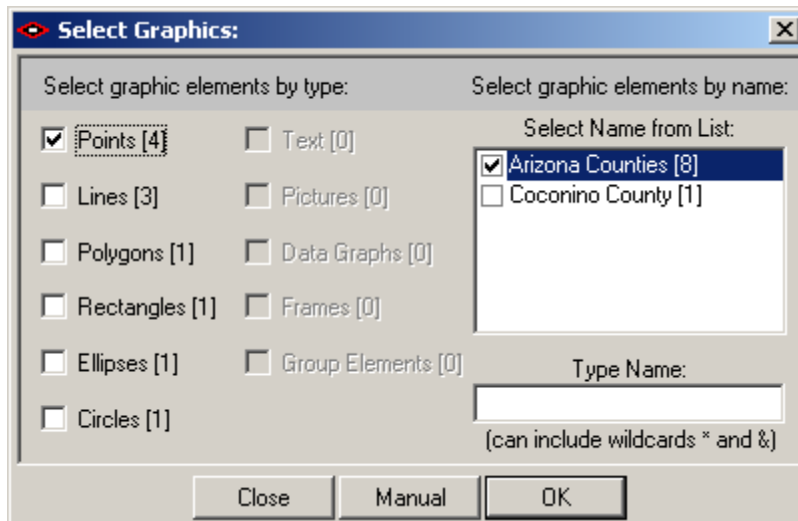 Select Graphics:
Select graphic elements by type:
Points [4]
Lines [3]
Polygons [1]
Rectangles [1]
Ellipses [1]
Circles [1]
Text [0]
Pictures [0]
Data Graphs [0]
Frames [0]
Group Elements [0]
Select graphic elements by name:
Select Name from List:
Arizona Counties [8]
Coconino County [1]
Type Name:
(can include wildcards * and &)
Close
Manual
OK